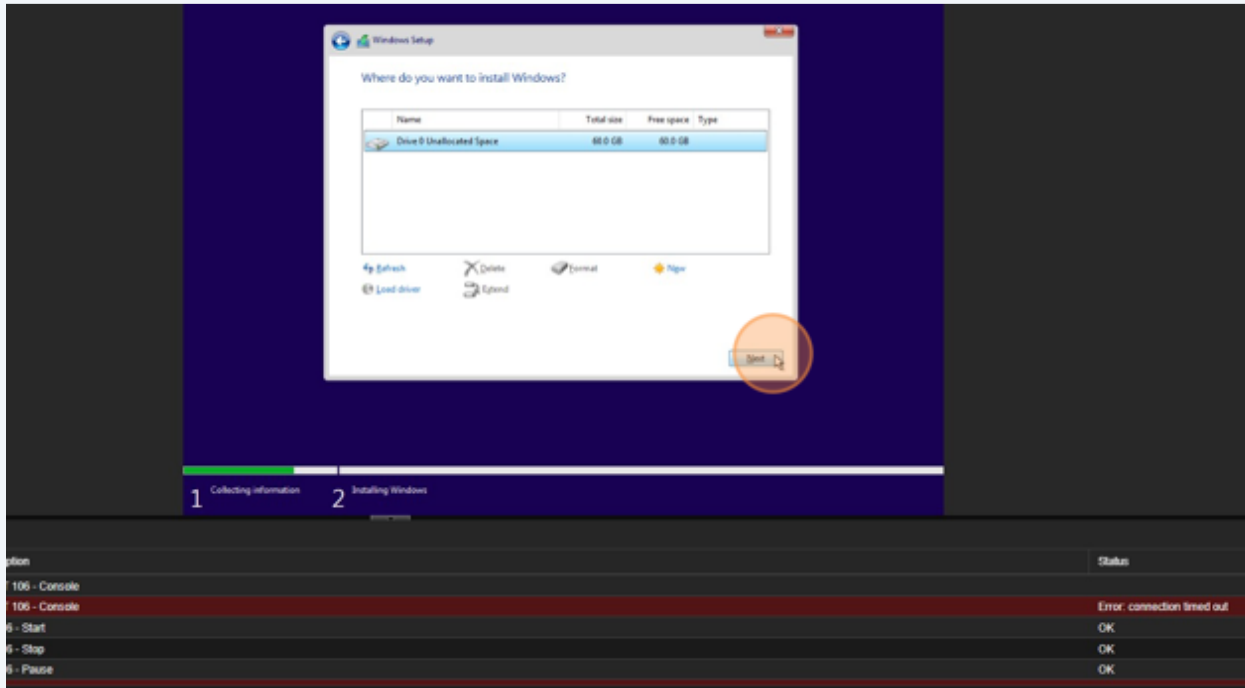 Windows Setup
Where do you want to install Windows?
Name Total size Free space Type
Drive 0 Unallocated Space 60.0 GB 60.0 GB
Refresh Delete Format New
Load driver Extend
Next
1 Collecting information 2 Installing Windows
ption Status
106 - Console
106 - Console Error: connection timed out
6 - Start OK
6 - Stop OK
6 - Pause OK